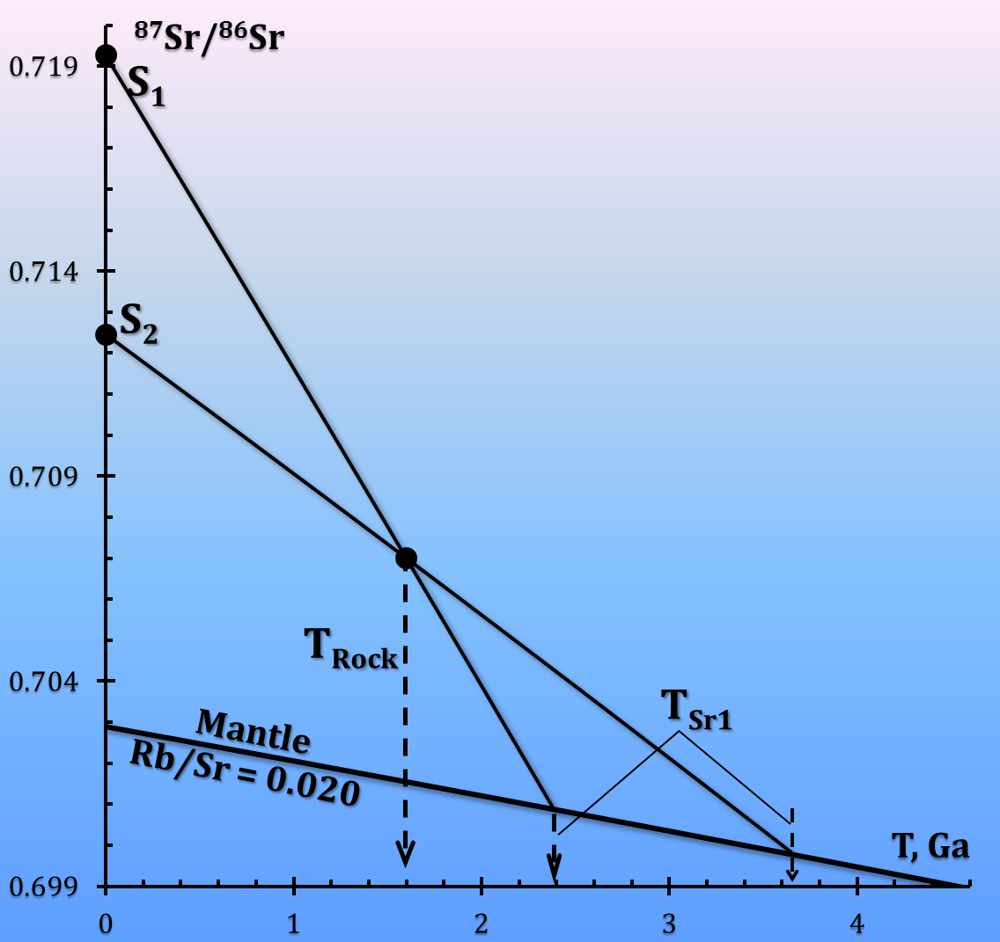 ⁸⁷Sr/⁸⁶Sr
0.719
S₁
0.714
S₂
0.709
T_Rock
0.704
T_Sr1
Mantle
Rb/Sr = 0.020
T, Ga
0.699
0 1 2 3 4